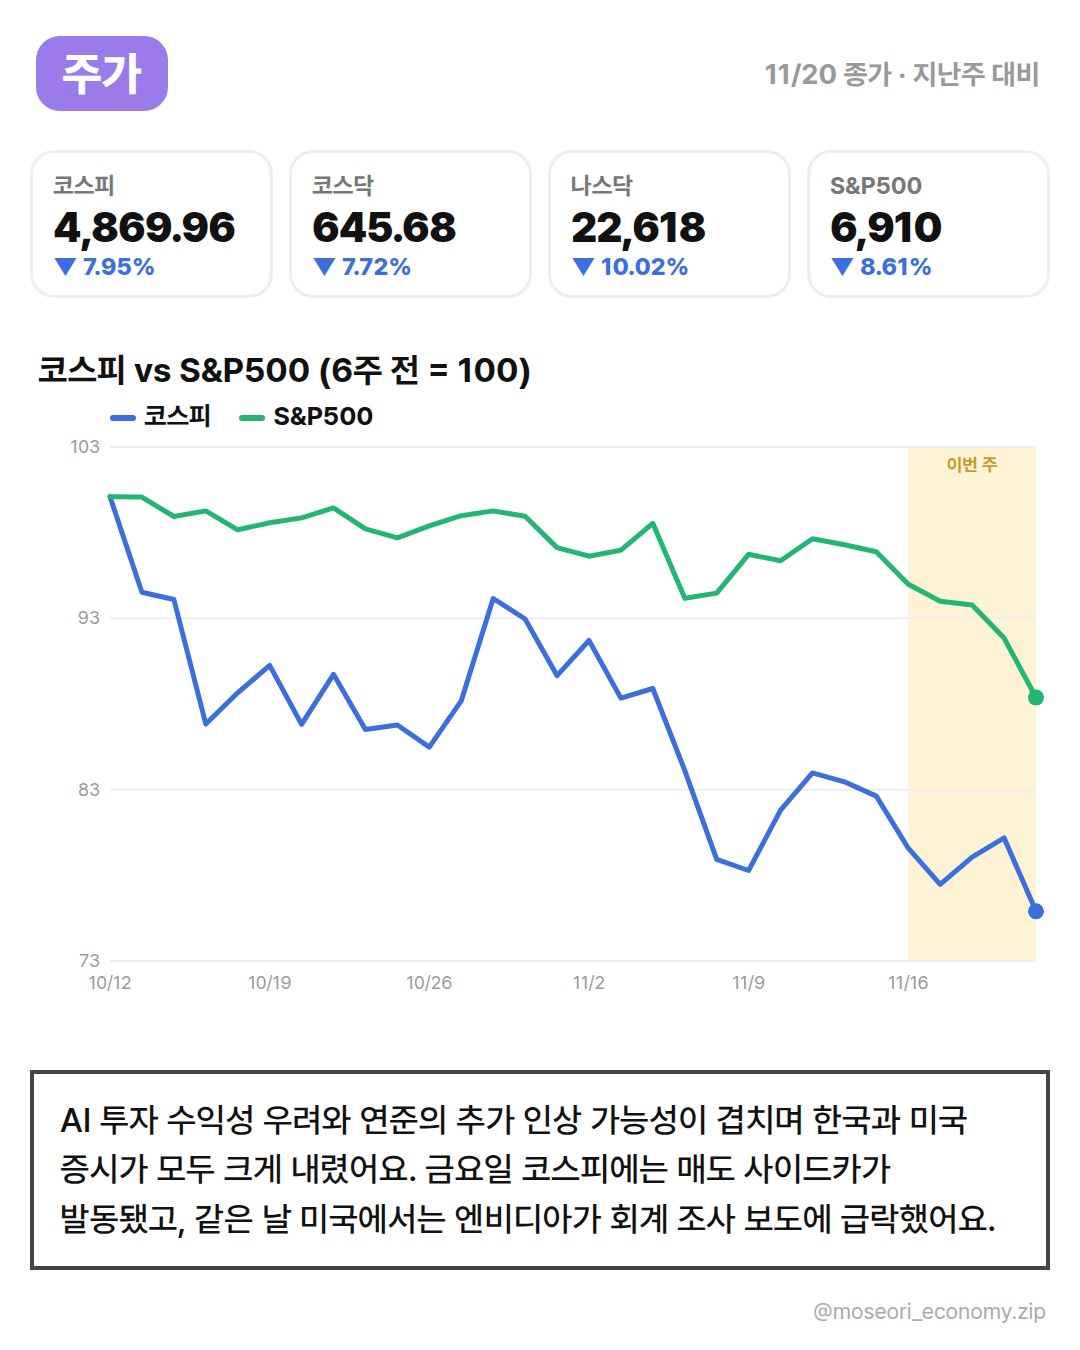 주가
11/20 종가 · 지난주 대비
코스피
4,869.96
▼ 7.95%
코스닥
645.68
▼ 7.72%
나스닥
22,618
▼ 10.02%
S&P500
6,910
▼ 8.61%
코스피 vs S&P500 (6주 전 = 100)
코스피 S&P500
103
이번 주
93
83
73
10/12 10/19 10/26 11/2 11/9 11/16
AI 투자 수익성 우려와 연준의 추가 인상 가능성이 겹치며 한국과 미국
증시가 모두 크게 내렸어요. 금요일 코스피에는 매도 사이드카가
발동됐고, 같은 날 미국에서는 엔비디아가 회계 조사 보도에 급락했어요.
@moseori_economy.zip